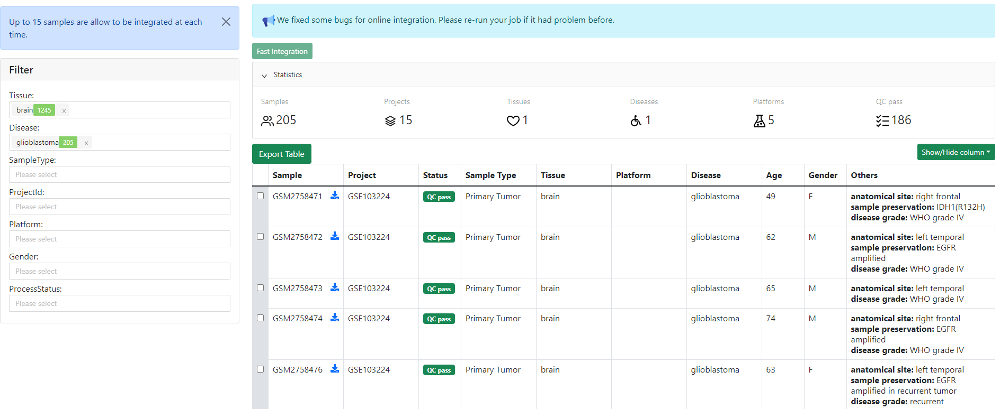 Up to 15 samples are allow to be integrated at each
time.
Filter
Tissue:
brain 1245 x
Disease:
glioblastoma 205 x
SampleType:
Please select
ProjectId:
Please select
Platform:
Please select
Gender:
Please select
ProcessStatus:
Please select
We fixed some bugs for online integration. Please re-run your job if it had problem before.
Fast Integration
Statistics
Samples Projects Tissues Diseases Platforms QC pass
205 15 1 1 5 186
Export Table
Show/Hide column
Sample Project Status Sample Type Tissue Platform Disease Age Gender Others
GSM2758471 GSE103224 QC pass Primary Tumor brain glioblastoma 49 F anatomical site: right frontal
sample preservation: IDH1(R132H)
disease grade: WHO grade IV
GSM2758472 GSE103224 QC pass Primary Tumor brain glioblastoma 62 M anatomical site: left temporal
sample preservation: EGFR
amplified
disease grade: WHO grade IV
GSM2758473 GSE103224 QC pass Primary Tumor brain glioblastoma 65 M anatomical site: left temporal
disease grade: WHO grade IV
GSM2758474 GSE103224 QC pass Primary Tumor brain glioblastoma 74 M anatomical site: right frontal
sample preservation: EGFR
amplified
disease grade: WHO grade IV
GSM2758476 GSE103224 QC pass Primary Tumor brain glioblastoma 63 F anatomical site: left temporal
sample preservation: EGFR
amplified in recurrent tumor
disease grade: recurrent